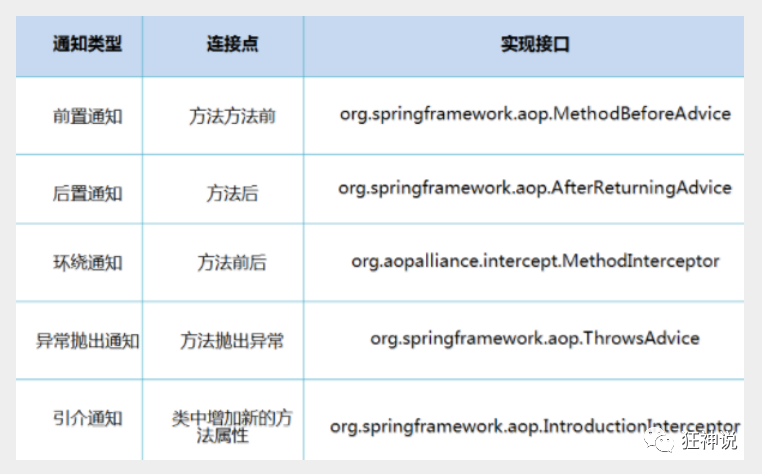 通知类型 连接点 实现接口
前置通知 方法方法前 org.springframework.aop.MethodBeforeAdvice
后置通知 方法后 org.springframework.aop.AfterReturningAdvice
环绕通知 方法前后 org.aopalliance.intercept.MethodInterceptor
异常抛出通知 方法抛出异常 org.springframework.aop.ThrowsAdvice
引介通知 类中增加新的方
法属性 org.springframework.aop.IntroductionInterceptor
狂神说